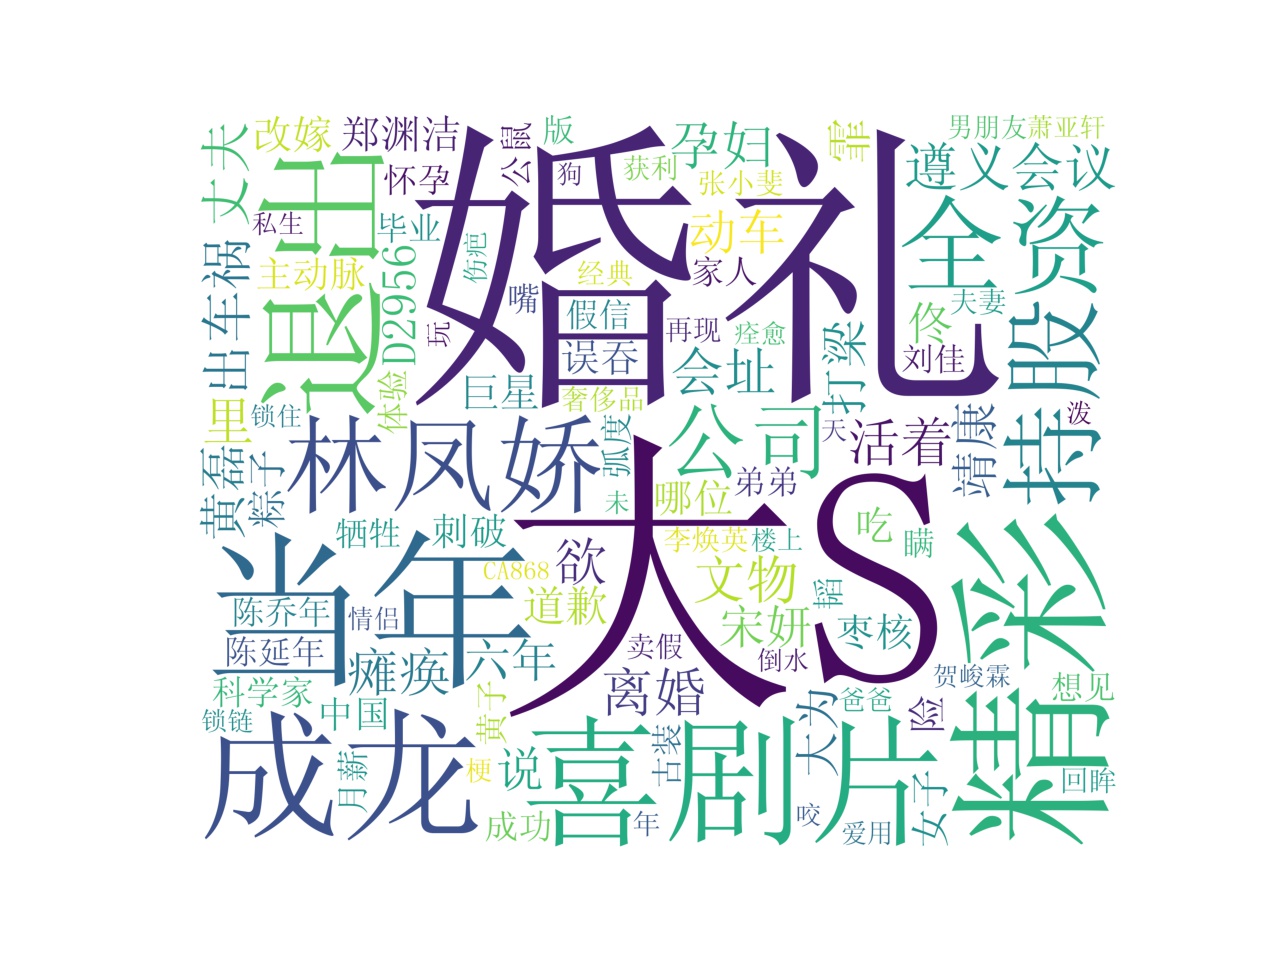 丈夫
改嫁
郑渊洁
公鼠
版
孕妇
霏
男朋友
萧亚轩
遵义会议
怀孕
狗
获利
张小斐
退出
婚礼
全
资
私生
毕业
伤疤
动车
家人
夫妻
出车祸
主动脉
D2956
嘴
经典
佟
玩
假信
再现
痊愈
误吞
会址
打
梁
刘佳
持股
体验
巨星
奢侈品
里
锁住
林凤娇
弧度
公司
天
活着
靖康
泼
黄磊
粽子
哪位
弟弟
未
大S
牺牲
刺破
欲
李焕英
楼上
吃
瞒
精彩
当年
CA868
文物
韬
陈乔年
情侣
道歉
宋妍
枣核
陈延年
瘫痪
六年
卖假
倒水
科学家
离婚
贺峻霖
想见
锁链
中国
黄子
大为
爸爸
险
成龙
月薪
梗
说
喜剧片
古装
回眸
成功
年
咬
爱用
女子